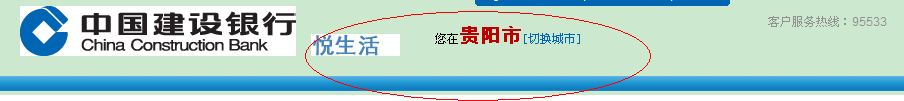 中国建设银行
China Construction Bank
悦生活
您在贵阳市[切换城市]
客户服务热线：95533